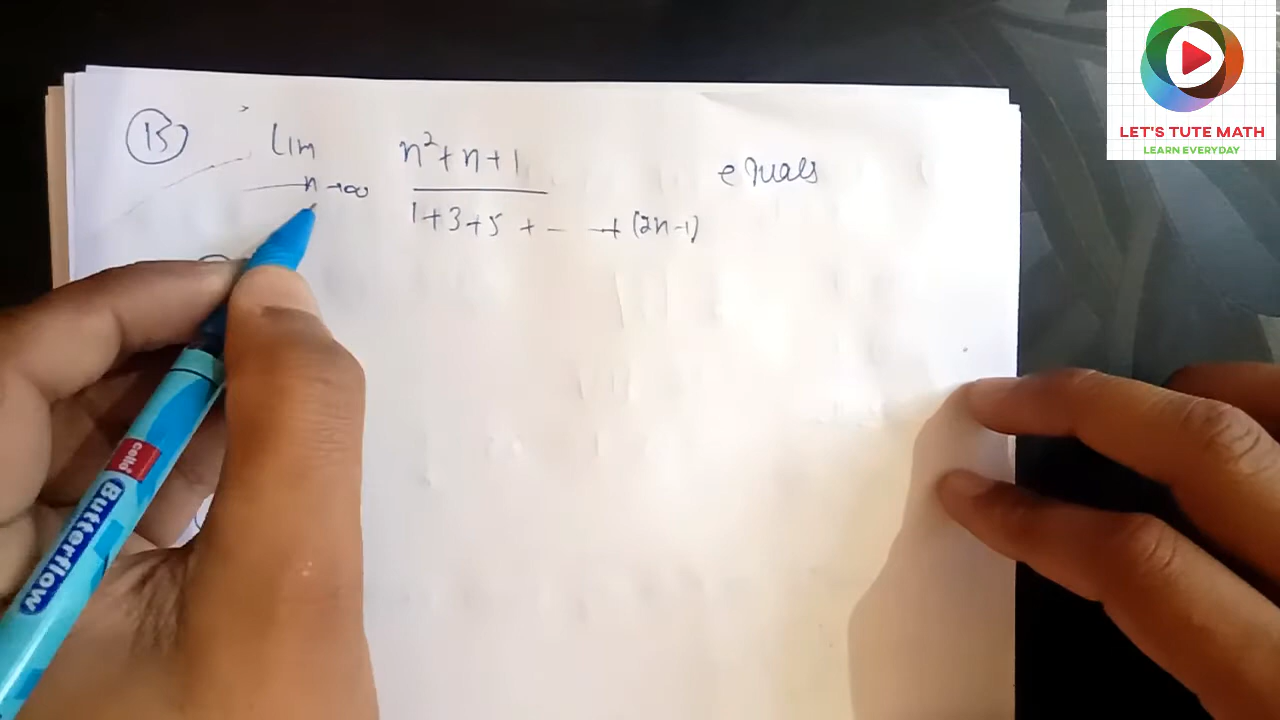 15 Lim n→∞ n²+n+1 equals
1+3+5 + - - + (2n-1)
cello
Butterflow
LET'S TUTE MATH
LEARN EVERYDAY